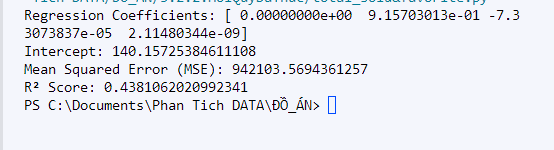 Regression Coefficients: [ 0.00000000e+00  9.15703013e-01 -7.3
3073837e-05  2.11480344e-09]
Intercept: 140.15725384611108
Mean Squared Error (MSE): 942103.5694361257
R² Score: 0.4381062020992341
PS C:\Documents\Phan Tich DATA\ĐỒ_ÁN>